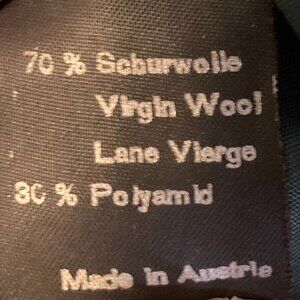 70 % Schurwolle
Virgin Wool
Lane Vierge
30 % Polyamid
Made in Austria